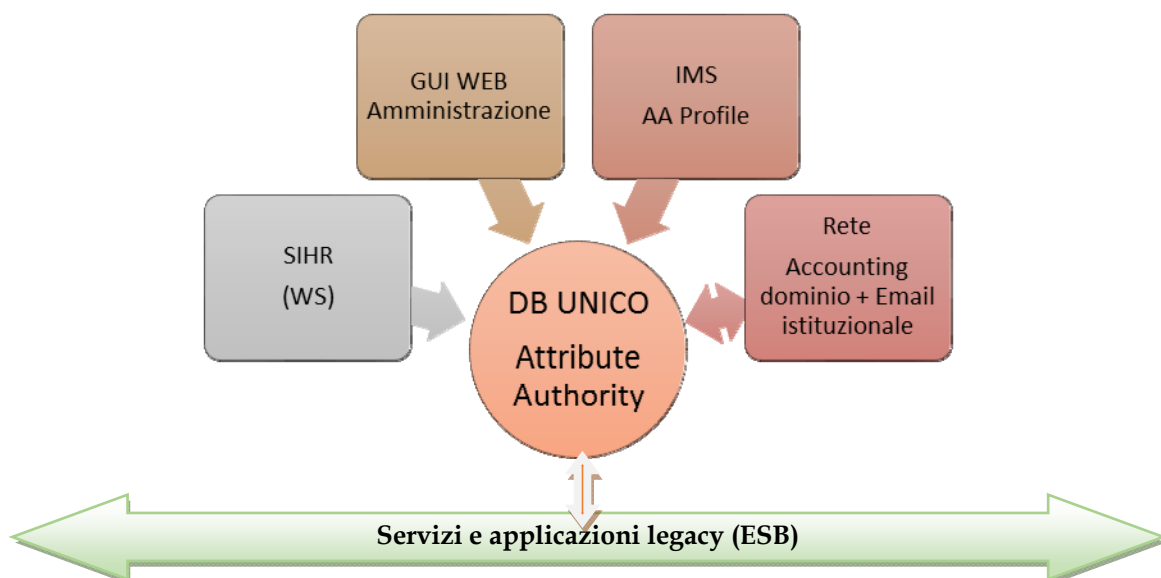 GUI WEB
Amministrazione
IMS
AA Profile
SIHR
(WS)
Rete
Accounting
dominio + Email
istituzionale
DB UNICO
Attribute
Authority
Servizi e applicazioni legacy (ESB)